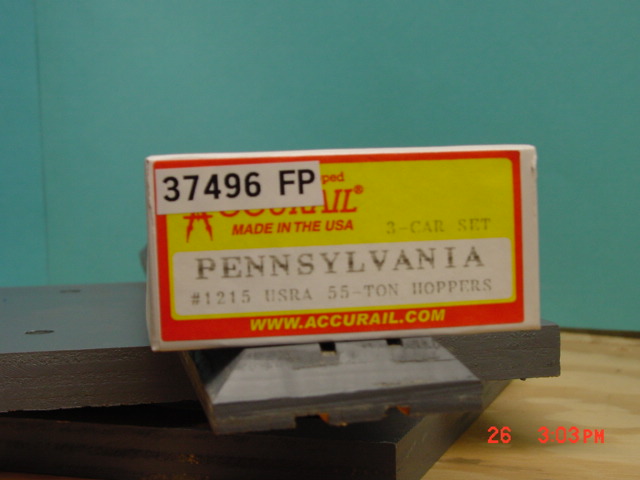 37496 FP
ped
ACCURAIL®
MADE IN THE USA
3-CAR SET
PENNSYLVANIA
#1215 USRA 55-TON HOPPERS
WWW.ACCURAIL.COM
26 3:03PM